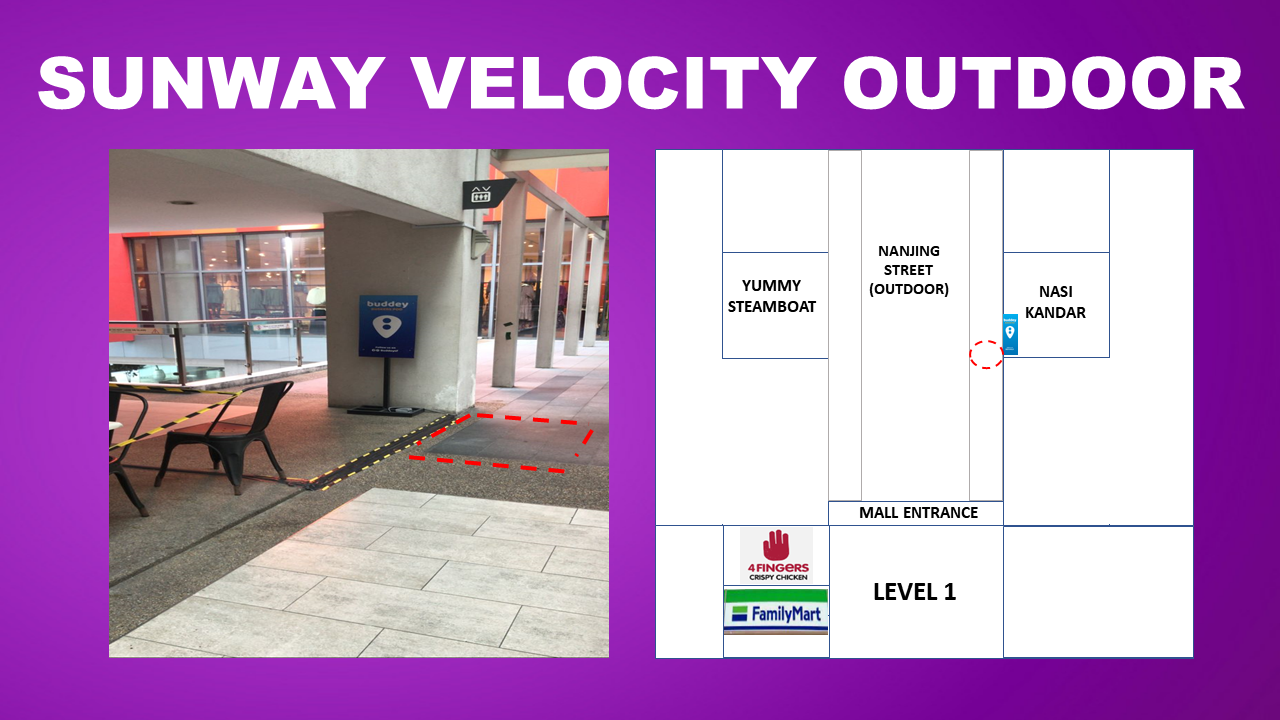 SUNWAY VELOCITY OUTDOOR
buddey
NANJING
STREET
(OUTDOOR)
YUMMY
STEAMBOAT
NASI
KANDAR
buddey
MALL ENTRANCE
4FINGERS
CRISPY CHICKEN
FamilyMart
LEVEL 1